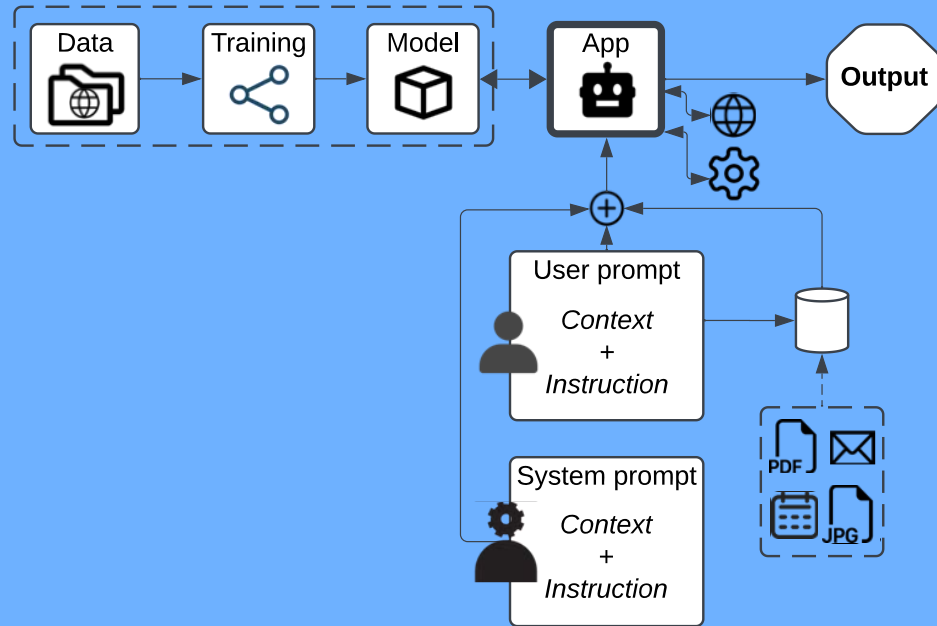 Data
Training
Model
App
Output
User prompt
Context
+
Instruction
System prompt
Context
+
Instruction
PDF
JPG